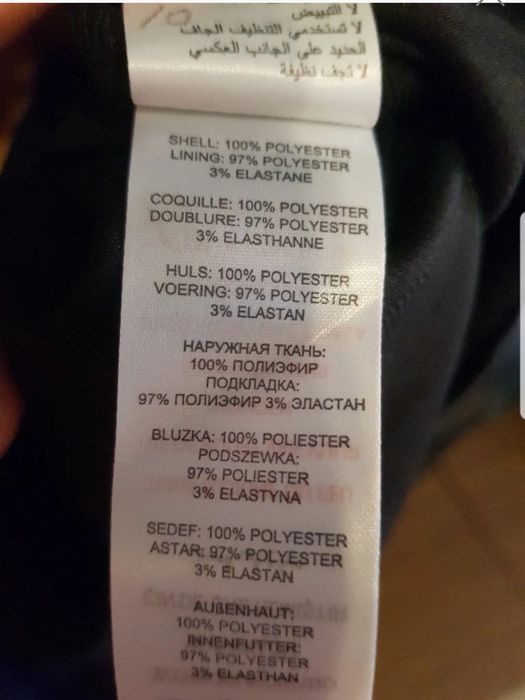 لا التبييض
لا تستخدمي التنظيف الجاف
الحديد على الجانب العكسي
لا تجف نظيفة
SHELL: 100% POLYESTER
LINING: 97% POLYESTER
3% ELASTANE
COQUILLE: 100% POLYESTER
DOUBLURE: 97% POLYESTER
3% ELASTHANNE
HULS: 100% POLYESTER
VOERING: 97% POLYESTER
3% ELASTAN
НАРУЖНАЯ ТКАНЬ:
100% ПОЛИЭФИР
ПОДКЛАДКА:
97% ПОЛИЭФИР 3% ЭЛАСТАН
BLUZKA: 100% POLIESTER
PODSZEWKA:
97% POLIESTER
3% ELASTYNA
SEDEF: 100% POLYESTER
ASTAR: 97% POLYESTER
3% ELASTAN
AUßENHAUT:
100% POLYESTER
INNENFUTTER:
97% POLYESTER
3% ELASTHAN